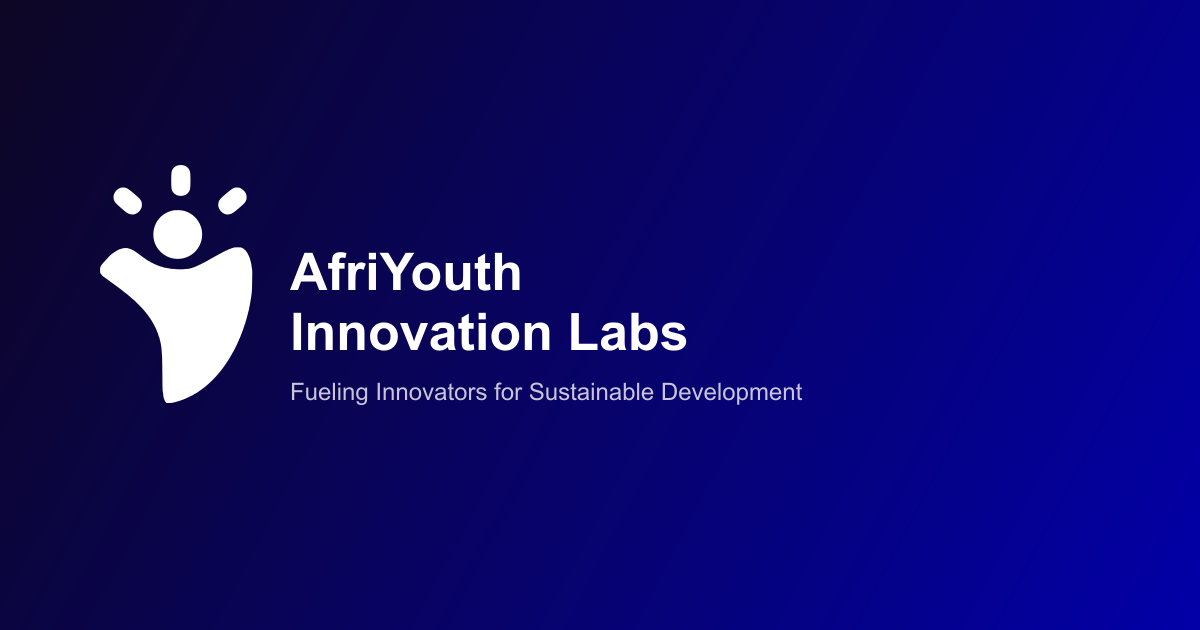 AfriYouth
Innovation Labs
Fueling Innovators for Sustainable Development